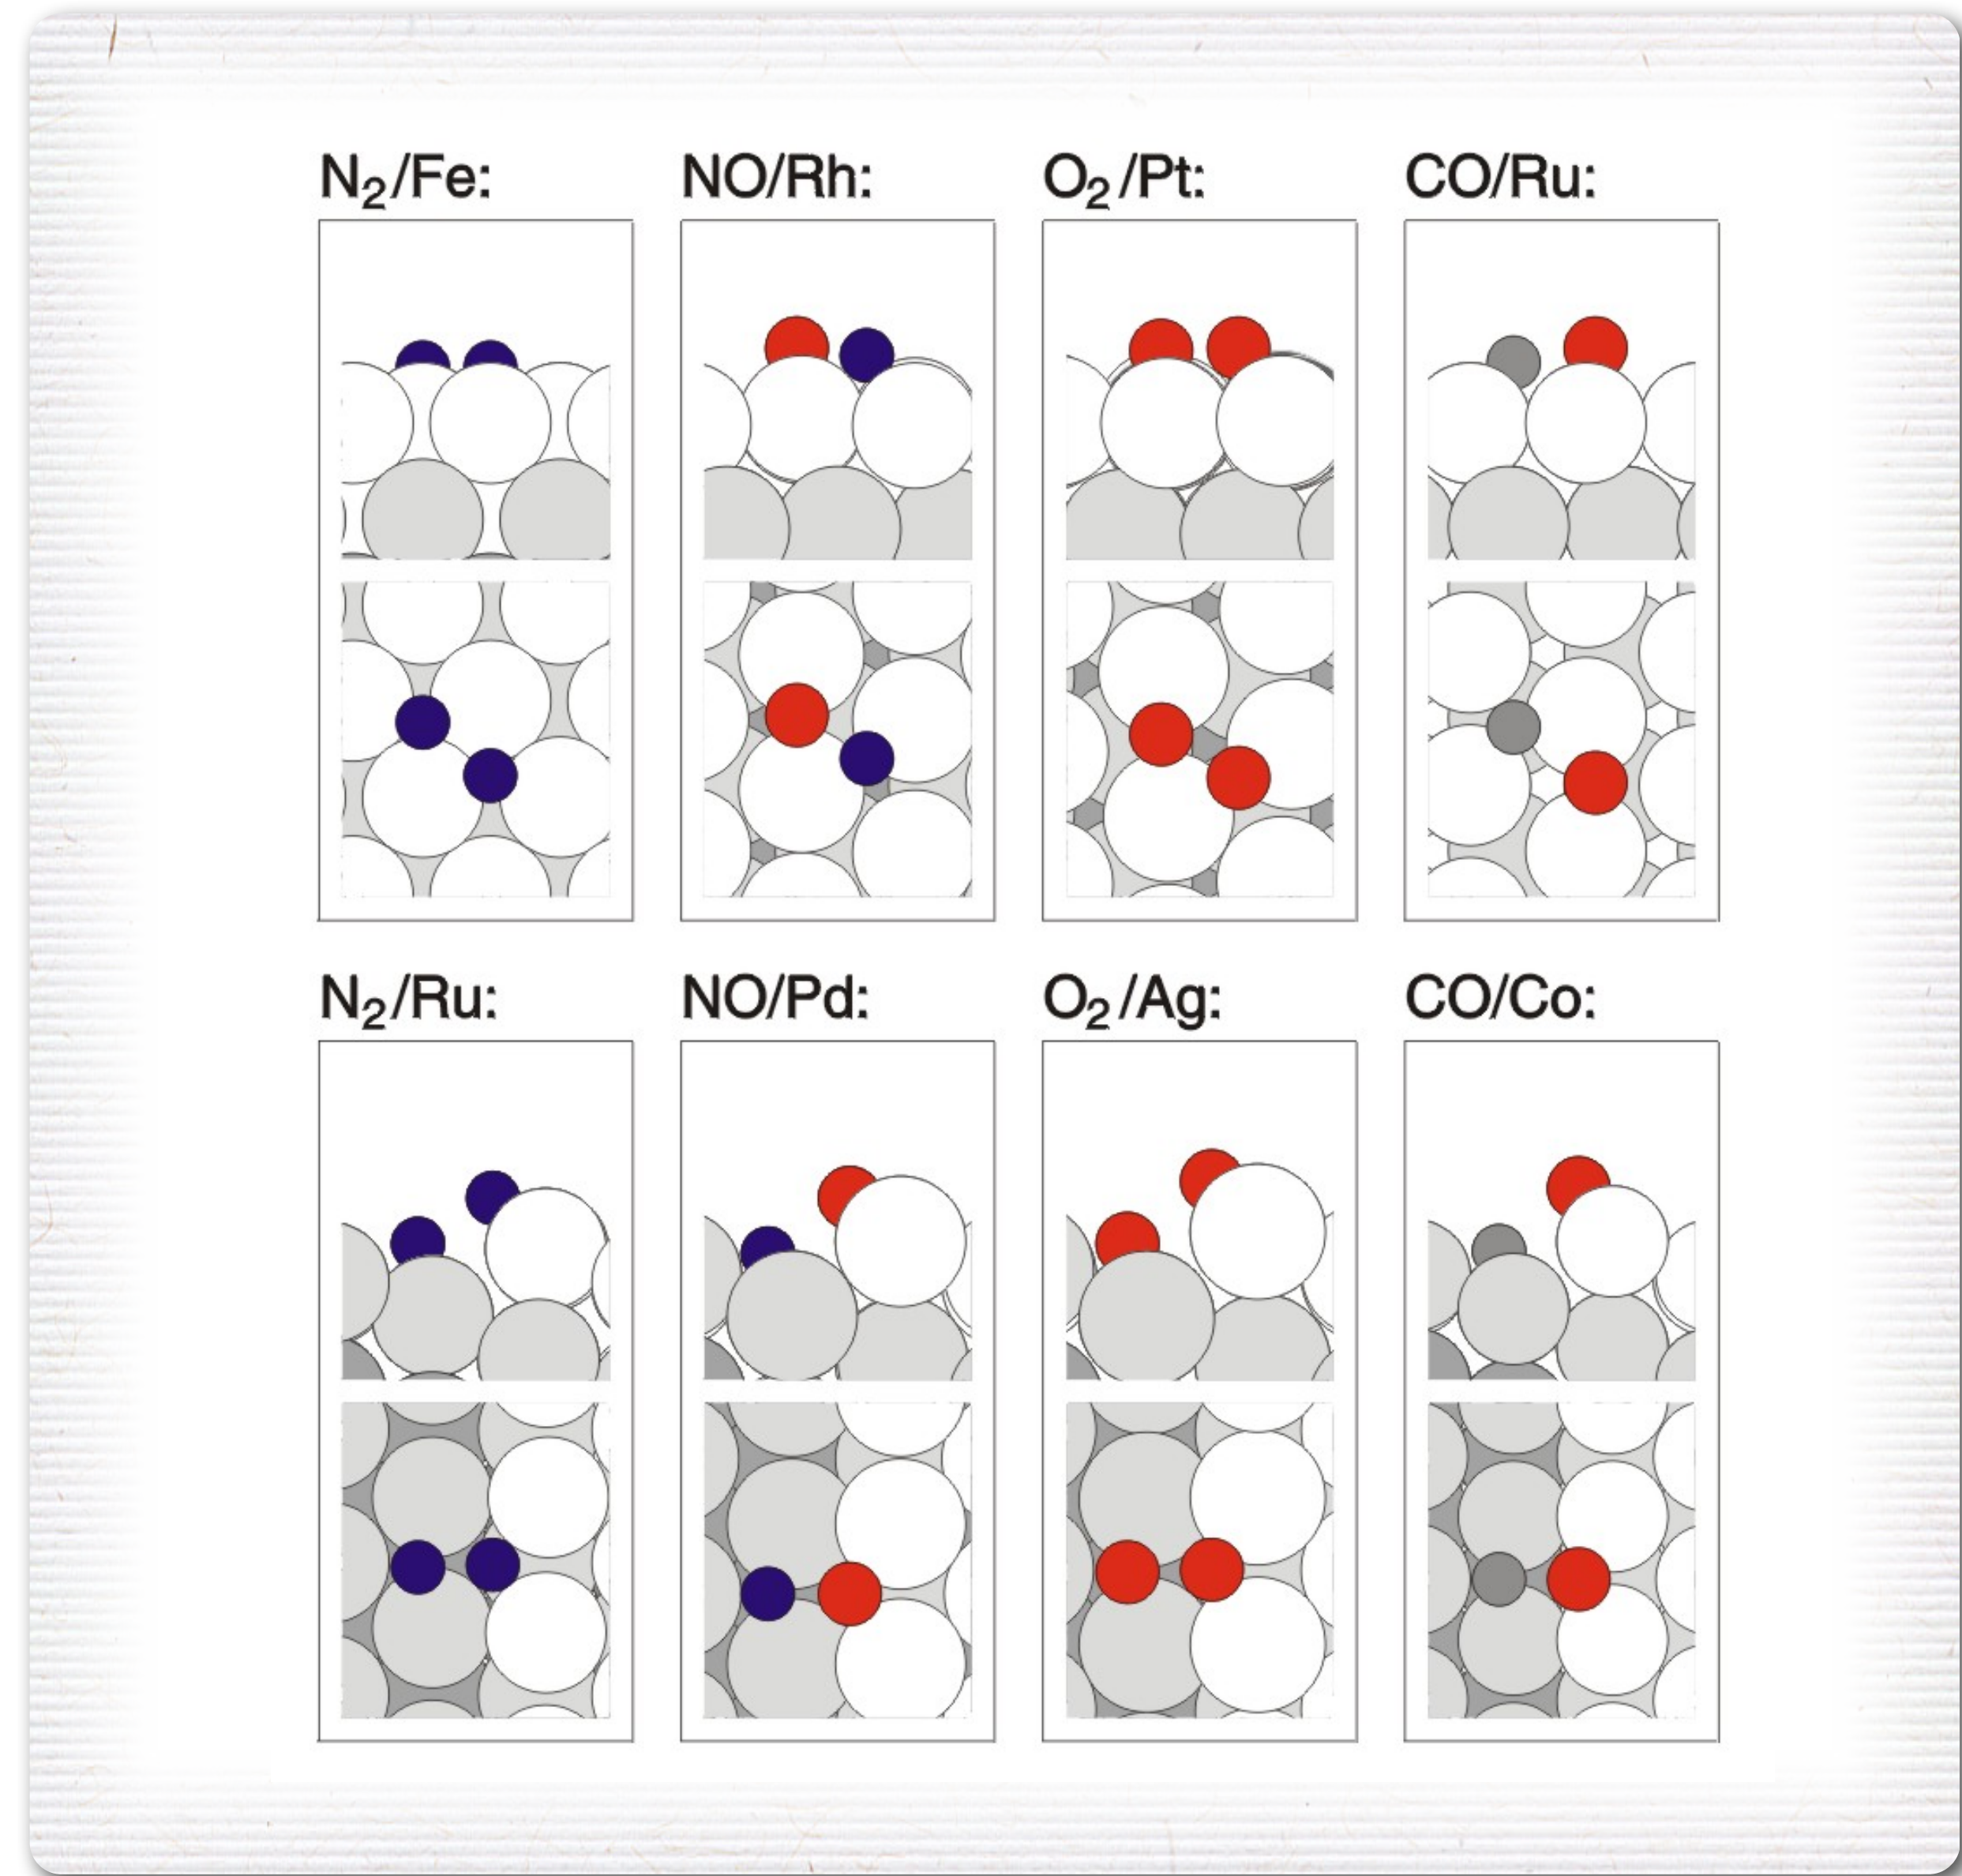 N₂/Fe: NO/Rh: O₂/Pt: CO/Ru:
N₂/Ru: NO/Pd: O₂/Ag: CO/Co: